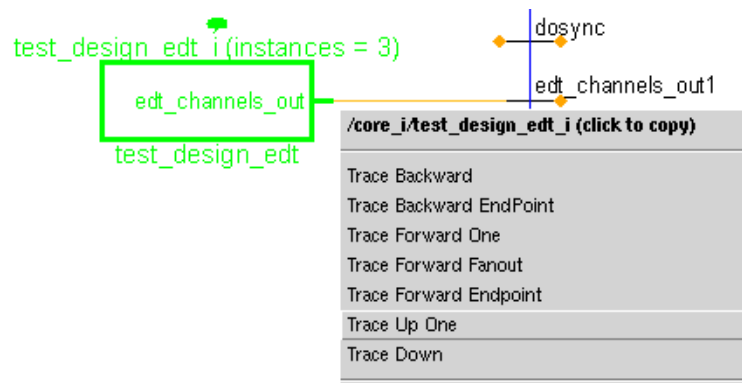 dosync
test_design_edt_i (instances = 3)
edt_channels_out1
edt_channels_out
/core_i/test_design_edt_i (click to copy)
test_design_edt
Trace Backward
Trace Backward EndPoint
Trace Forward One
Trace Forward Fanout
Trace Forward Endpoint
Trace Up One
Trace Down